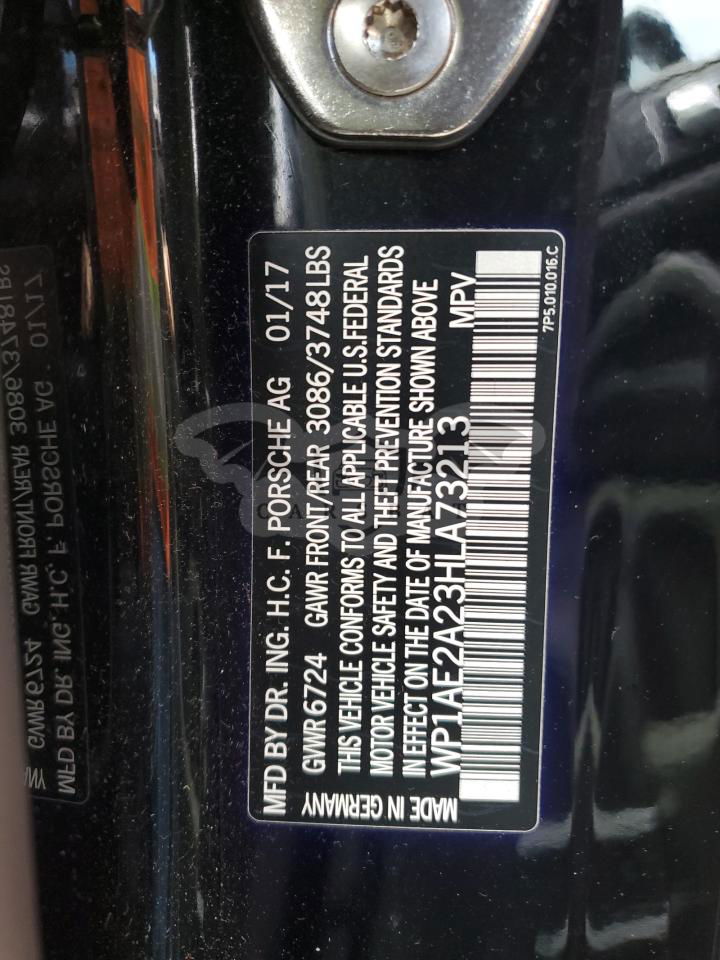 MFD BY DR. ING. H.C. F. PORSCHE AG 01/17
GVWR 6724 GAWR FRONT/REAR 3086/3748 LBS
THIS VEHICLE CONFORMS TO ALL APPLICABLE U.S. FEDERAL
MOTOR VEHICLE SAFETY AND THEFT PREVENTION STANDARDS
IN EFFECT ON THE DATE OF MANUFACTURE SHOWN ABOVE
WP1AE2A23HLA73213 MPV
MADE IN GERMANY
7P5.010.016.C